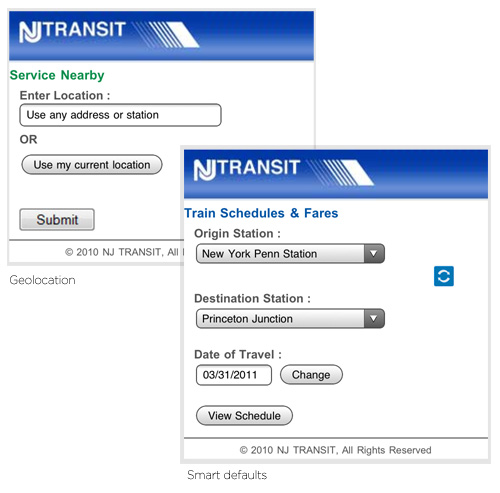 NJTRANSIT
Service Nearby
Enter Location :
Use any address or station
OR
Use my current location
Submit
© 2010 NJ TRANSIT, All
Geolocation
NJTRANSIT
Train Schedules & Fares
Origin Station :
New York Penn Station
Destination Station :
Princeton Junction
Date of Travel :
03/31/2011 Change
View Schedule
© 2010 NJ TRANSIT, All Rights Reserved
Smart defaults